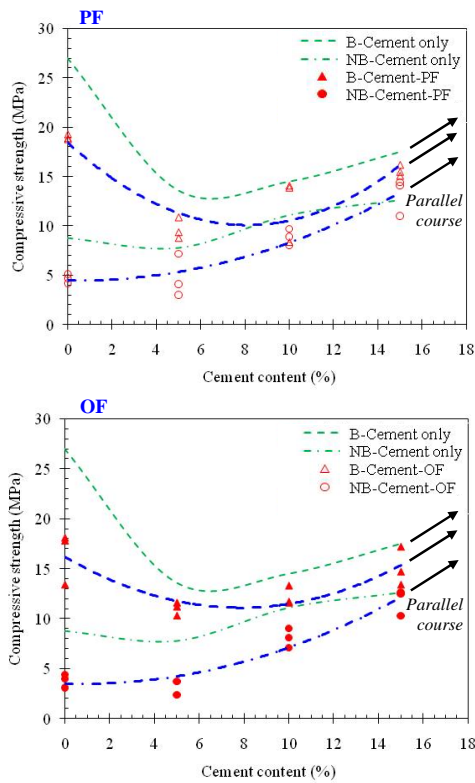 PF
30
25
20
15
10
5
0
Compressive strength (MPa)
B-Cement only
NB-Cement only
B-Cement-PF
NB-Cement-PF
Parallel
course
0 2 4 6 8 10 12 14 16 18
Cement content (%)
OF
30
25
20
15
10
5
0
Compressive strength (MPa)
B-Cement only
NB-Cement only
B-Cement-OF
NB-Cement-OF
Parallel
course
0 2 4 6 8 10 12 14 16 18
Cement content (%)